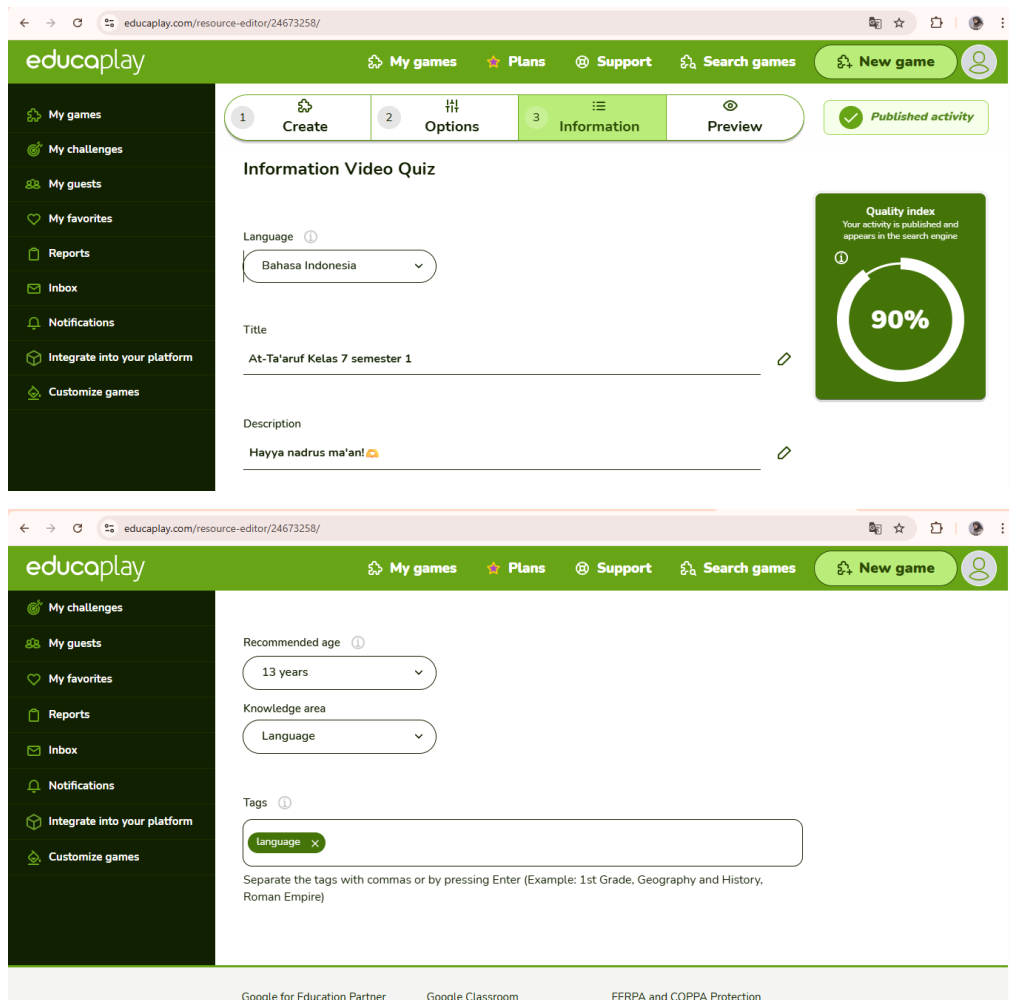 educaplay.com/resource-editor/24673258/
educaplay
My games
Plans
Support
Search games
New game
My games
My challenges
My guests
My favorites
Reports
Inbox
Notifications
Integrate into your platform
Customize games
1 Create
2 Options
3 Information
Preview
Published activity
Information Video Quiz
Language
Bahasa Indonesia
Title
At-Ta'aruf Kelas 7 semester 1
Description
Hayya nadrus ma'an!🫶
Quality index
Your activity is published and
appears in the search engine
90%
educaplay.com/resource-editor/24673258/
educaplay
My games
Plans
Support
Search games
New game
My challenges
My guests
My favorites
Reports
Inbox
Notifications
Integrate into your platform
Customize games
Recommended age
13 years
Knowledge area
Language
Tags
language ×
Separate the tags with commas or by pressing Enter (Example: 1st Grade, Geography and History,
Roman Empire)
Google for Education Partner
Google Classroom
FERPA and COPPA Protection